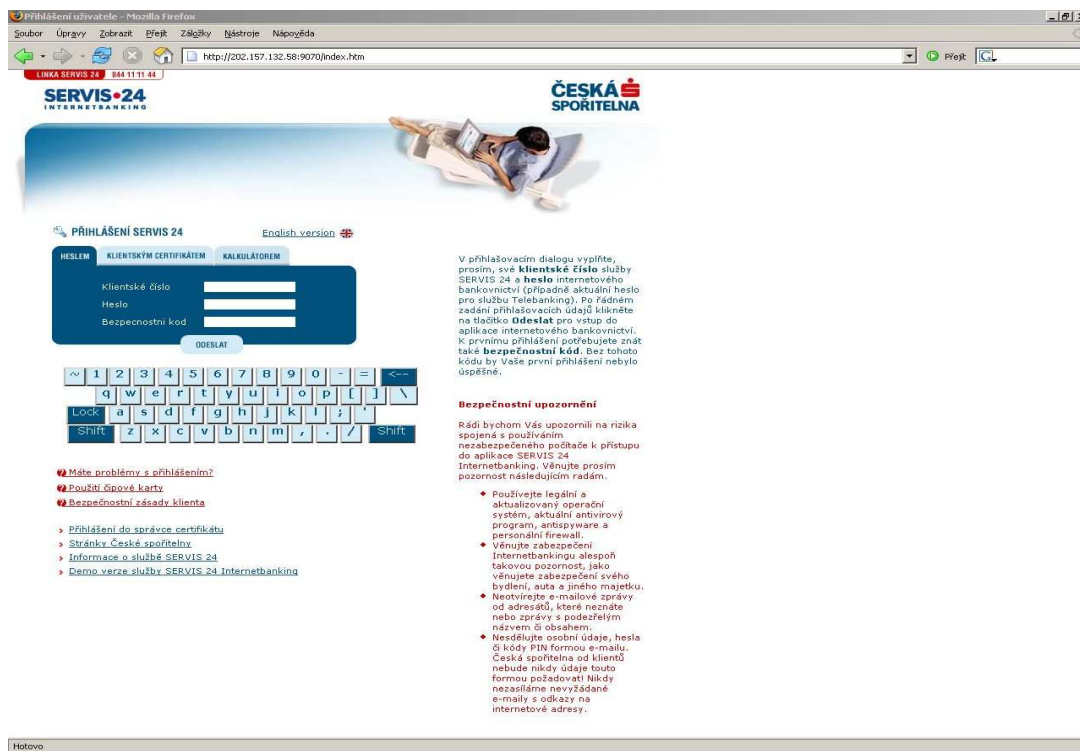 Přihlášení uživatele - Mozilla Firefox
Soubor Úpravy Zobrazit Přejít Záložky Nástroje Nápověda
http://202.157.132.58:9070/index.htm
Přejít
LINKA SERVIS 24 844 11 11 44
SERVIS•24
INTERNETBANKING
ČESKÁ
SPOŘITELNA
PŘIHLÁŠENÍ SERVIS 24
English version
HESLEM
KLIENTSKÝM CERTIFIKÁTEM
KALKULÁTOREM
Klientské číslo
Heslo
Bezpecnostni kod
ODESLAT
~ 1 2 3 4 5 6 7 8 9 0 - = <--
q w e r t y u i o p [ ] \
Lock a s d f g h j k l ; '
Shift z x c v b n m , . / Shift
Máte problémy s přihlášením?
Použití čipové karty
Bezpečnostní zásady klienta
Přihlášení do správce certifikátu
Stránky České spořitelny
Informace o službě SERVIS 24
Demo verze služby SERVIS 24 Internetbanking
V přihlašovacím dialogu vyplňte,
prosím, své klientské číslo služby
SERVIS 24 a heslo internetového
bankovnictví (případně aktuální heslo
pro službu Telebanking). Po řádném
zadání přihlašovacích údajů klikněte
na tlačítko Odeslat pro vstup do
aplikace internetového bankovnictví.
K prvnímu přihlášení potřebujete znát
také bezpečnostní kód. Bez tohoto
kódu by Vaše první přihlášení nebylo
úspěšné.
Bezpečnostní upozornění
Rádi bychom Vás upozornili na rizika
spojená s používáním
nezabezpečeného počítače k přístupu
do aplikace SERVIS 24
Internetbanking. Věnujte prosím
pozornost následujícím radám.
Používejte legální a
aktualizovaný operační
systém, aktuální antivirový
program, antispyware a
personální firewall.
Věnujte zabezpečení
Internetbankingu alespoň
takovou pozornost, jako
věnujete zabezpečení svého
bydlení, auta a jiného majetku.
Neotvírejte e-mailové zprávy
od adresátů, které neznáte
nebo zprávy s podezřelým
názvem či obsahem.
Nesdělujte osobní údaje, hesla
či kódy PIN formou e-mailu.
Česká spořitelna od klientů
nebude nikdy údaje touto
formou požadovat! Nikdy
nezasíláme nevyžádané
e-maily s odkazy na
internetové adresy.
Hotovo